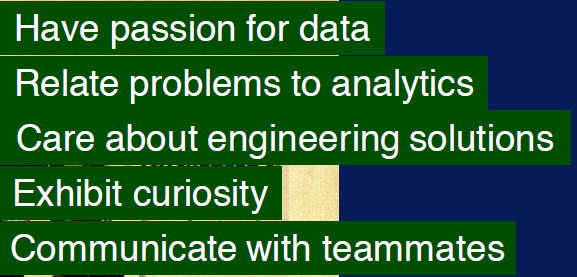 Have passion for data
Relate problems to analytics
Care about engineering solutions
Exhibit curiosity
Communicate with teammates